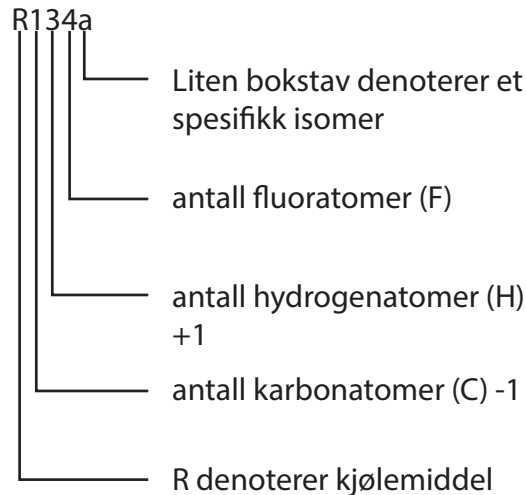 R134a
Liten bokstav denoterer et
spesifikk isomer
antall fluoratomer (F)
antall hydrogenatomer (H)
+1
antall karbonatomer (C) -1
R denoterer kjølemiddel